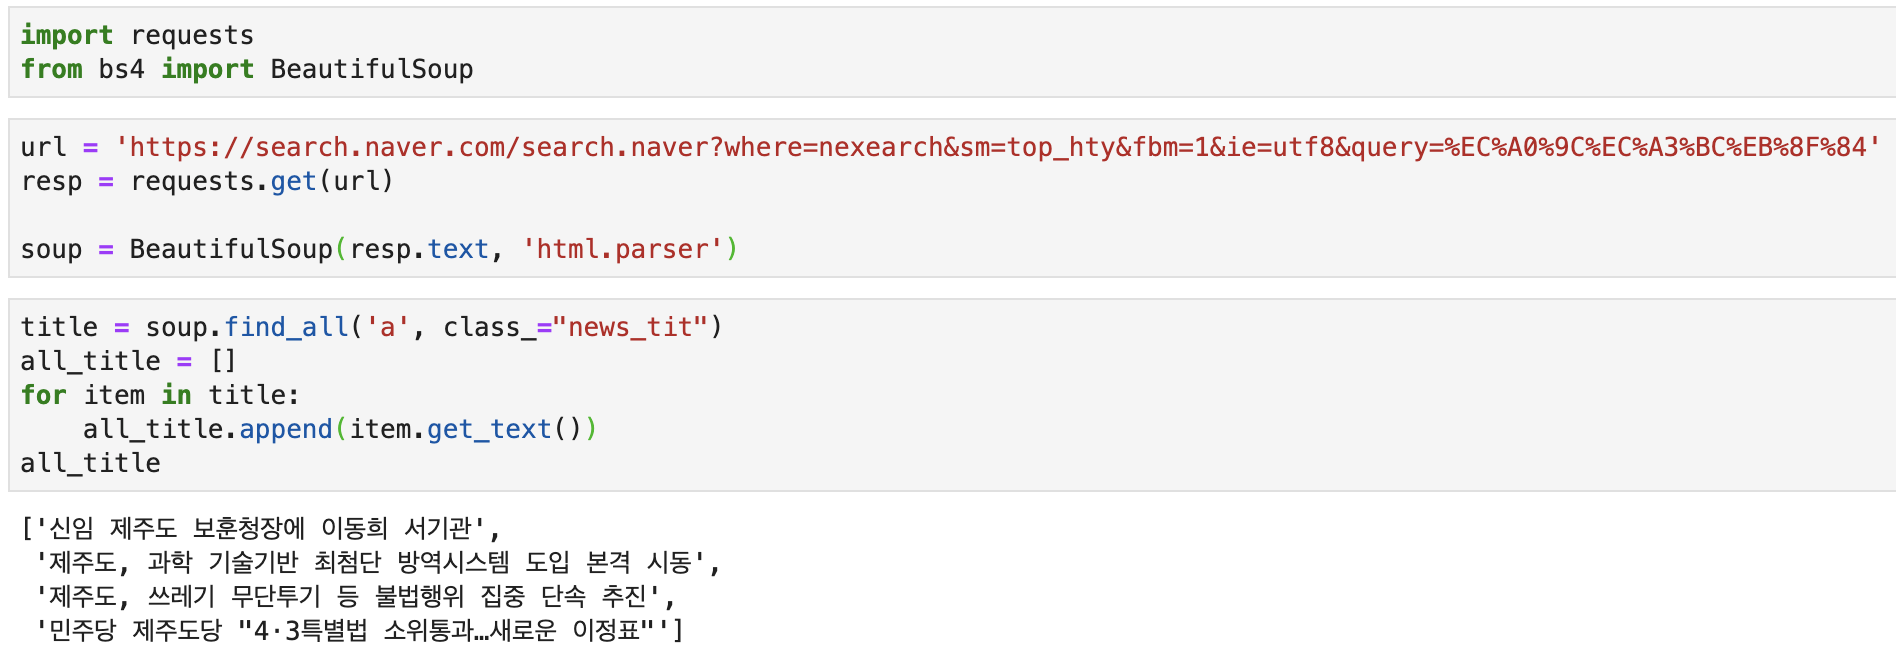 import requests
from bs4 import BeautifulSoup
url = 'https://search.naver.com/search.naver?where=nexearch&sm=top_hty&fbm=1&ie=utf8&query=%EC%A0%9C%EC%A3%BC%EB%8F%84'
resp = requests.get(url)
soup = BeautifulSoup(resp.text, 'html.parser')
title = soup.find_all('a', class_="news_tit")
all_title = []
for item in title:
    all_title.append(item.get_text())
all_title
['신임 제주도 보훈청장에 이동희 서기관',
 '제주도, 과학 기술기반 최첨단 방역시스템 도입 본격 시동',
 '제주도, 쓰레기 무단투기 등 불법행위 집중 단속 추진',
 '민주당 제주도당 "4·3특별법 소위통과…새로운 이정표"']